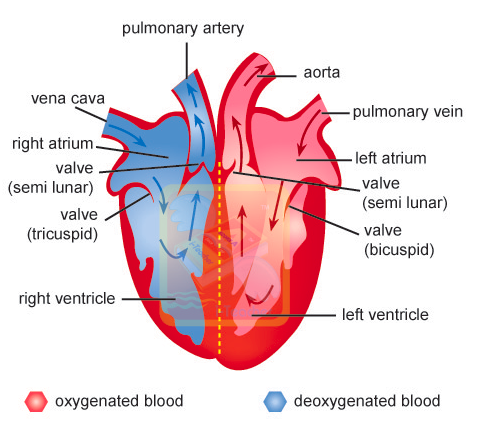 pulmonary artery
aorta
vena cava
pulmonary vein
right atrium
left atrium
valve
(semi lunar)
valve
(semi lunar)
valve
(tricuspid)
valve
(bicuspid)
right ventricle
left ventricle
oxygenated blood
deoxygenated blood